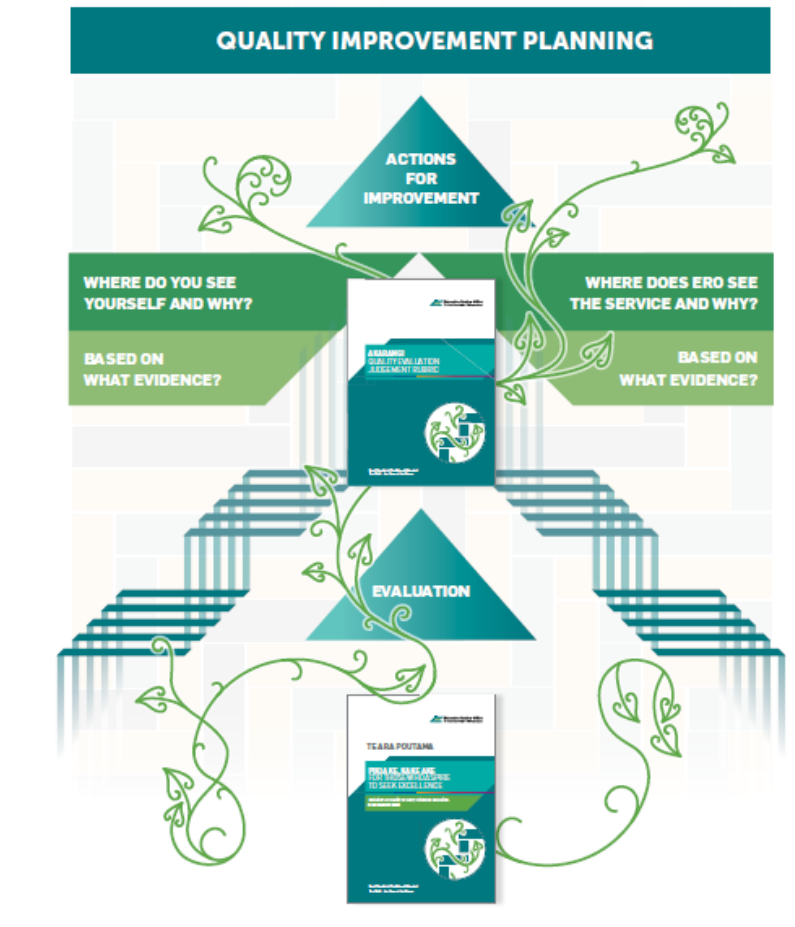 QUALITY IMPROVEMENT PLANNING
ACTIONS
FOR
IMPROVEMENT
WHERE DO YOU SEE
YOURSELF AND WHY?
WHERE DOES ERO SEE
THE SERVICE AND WHY?
BASED ON
WHAT EVIDENCE?
BASED ON
WHAT EVIDENCE?
AKARANGI
QUALITY EVALUATION
JUDGEMENT RUBRIC
EVALUATION
TE ARA POUTAMA
FOR THOSE WHO ASPIRE
TO SEEK EXCELLENCE